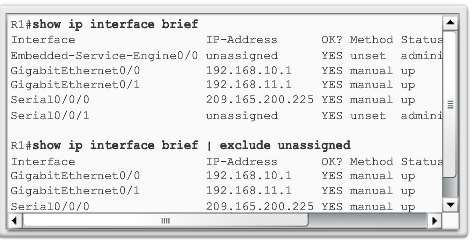 R1#show ip interface brief
Interface IP-Address OK? Method Status
Embedded-Service-Engine0/0 unassigned YES unset admini
GigabitEthernet0/0 192.168.10.1 YES manual up
GigabitEthernet0/1 192.168.11.1 YES manual up
Serial0/0/0 209.165.200.225 YES manual up
Serial0/0/1 unassigned YES unset admini
R1#show ip interface brief | exclude unassigned
Interface IP-Address OK? Method Status
GigabitEthernet0/0 192.168.10.1 YES manual up
GigabitEthernet0/1 192.168.11.1 YES manual up
Serial0/0/0 209.165.200.225 YES manual up